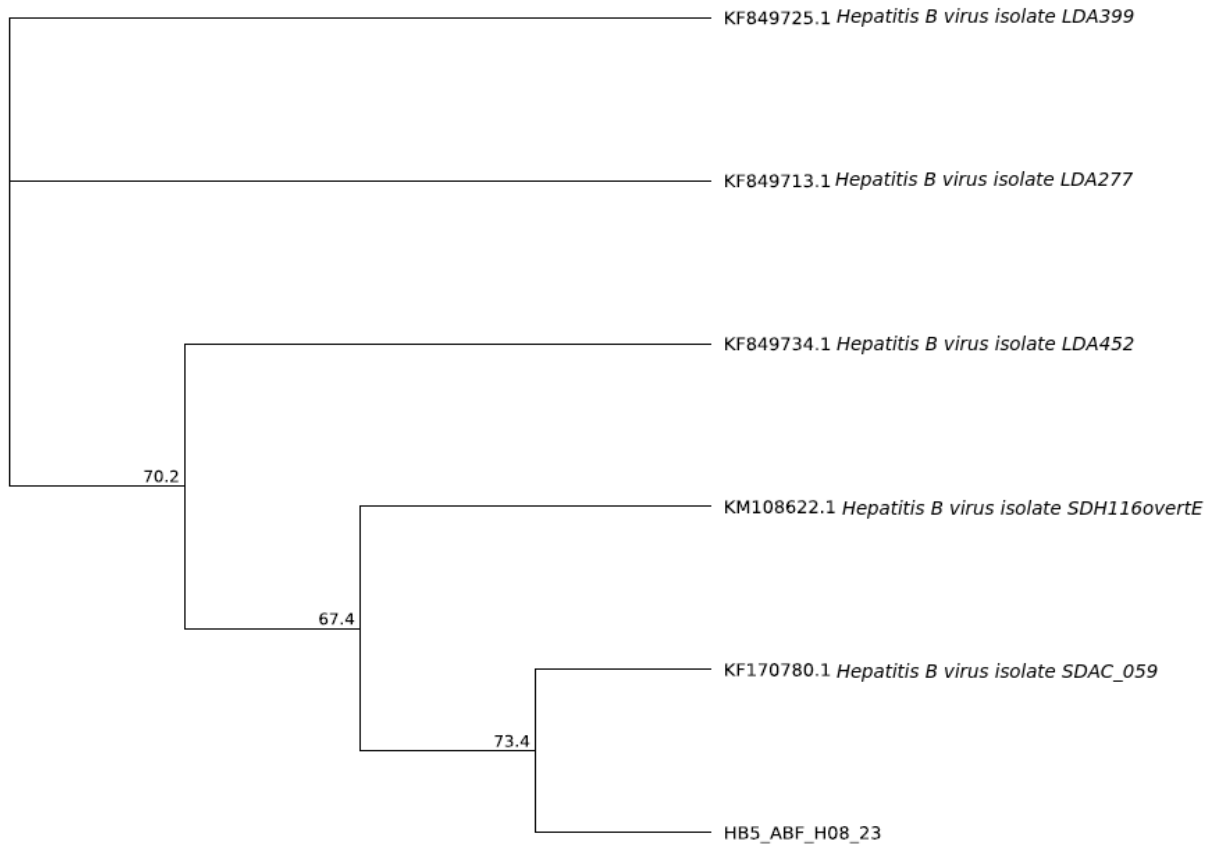 KF849725.1 Hepatitis B virus isolate LDA399
KF849713.1 Hepatitis B virus isolate LDA277
KF849734.1 Hepatitis B virus isolate LDA452
70.2
KM108622.1 Hepatitis B virus isolate SDH116overtE
67.4
KF170780.1 Hepatitis B virus isolate SDAC_059
73.4
HB5_ABF_H08_23